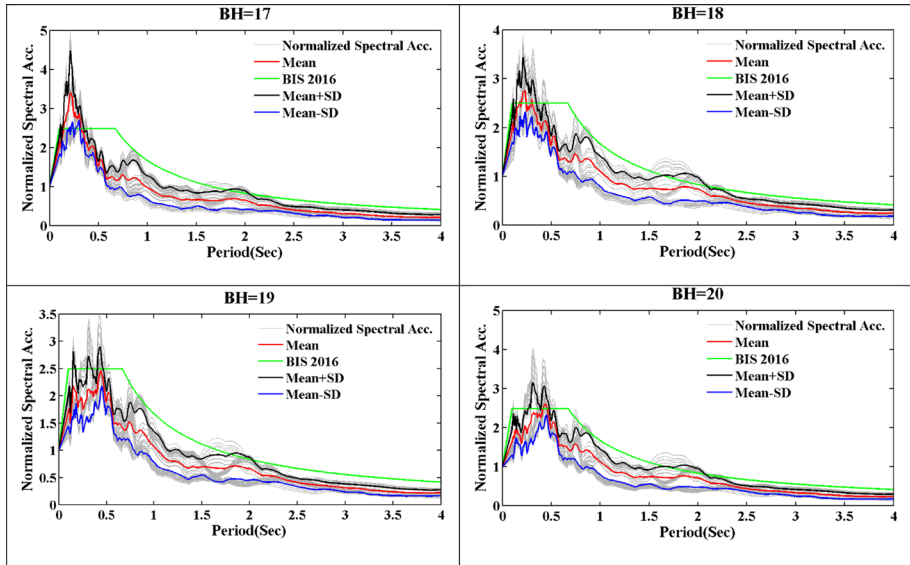 BH=17
Normalized Spectral Acc.
Mean
BIS 2016
Mean+SD
Mean-SD
Normalized Spectral Acc
5
4
3
2
1
0
0 0.5 1 1.5 2 2.5 3 3.5 4
Period(Sec)
BH=18
Normalized Spectral Acc.
Mean
BIS 2016
Mean+SD
Mean-SD
Normalized Spectral Acc
4
3
2
1
0
0 0.5 1 1.5 2 2.5 3 3.5 4
Period(Sec)
BH=19
Normalized Spectral Acc.
Mean
BIS 2016
Mean+SD
Mean-SD
Normalized Spectral Acc
3.5
3
2.5
2
1.5
1
0.5
0
0 0.5 1 1.5 2 2.5 3 3.5 4
Period(Sec)
BH=20
Normalized Spectral Acc.
Mean
BIS 2016
Mean+SD
Mean-SD
Normalized Spectral Acc
5
4
3
2
1
0
0 0.5 1 1.5 2 2.5 3 3.5 4
Period(Sec)